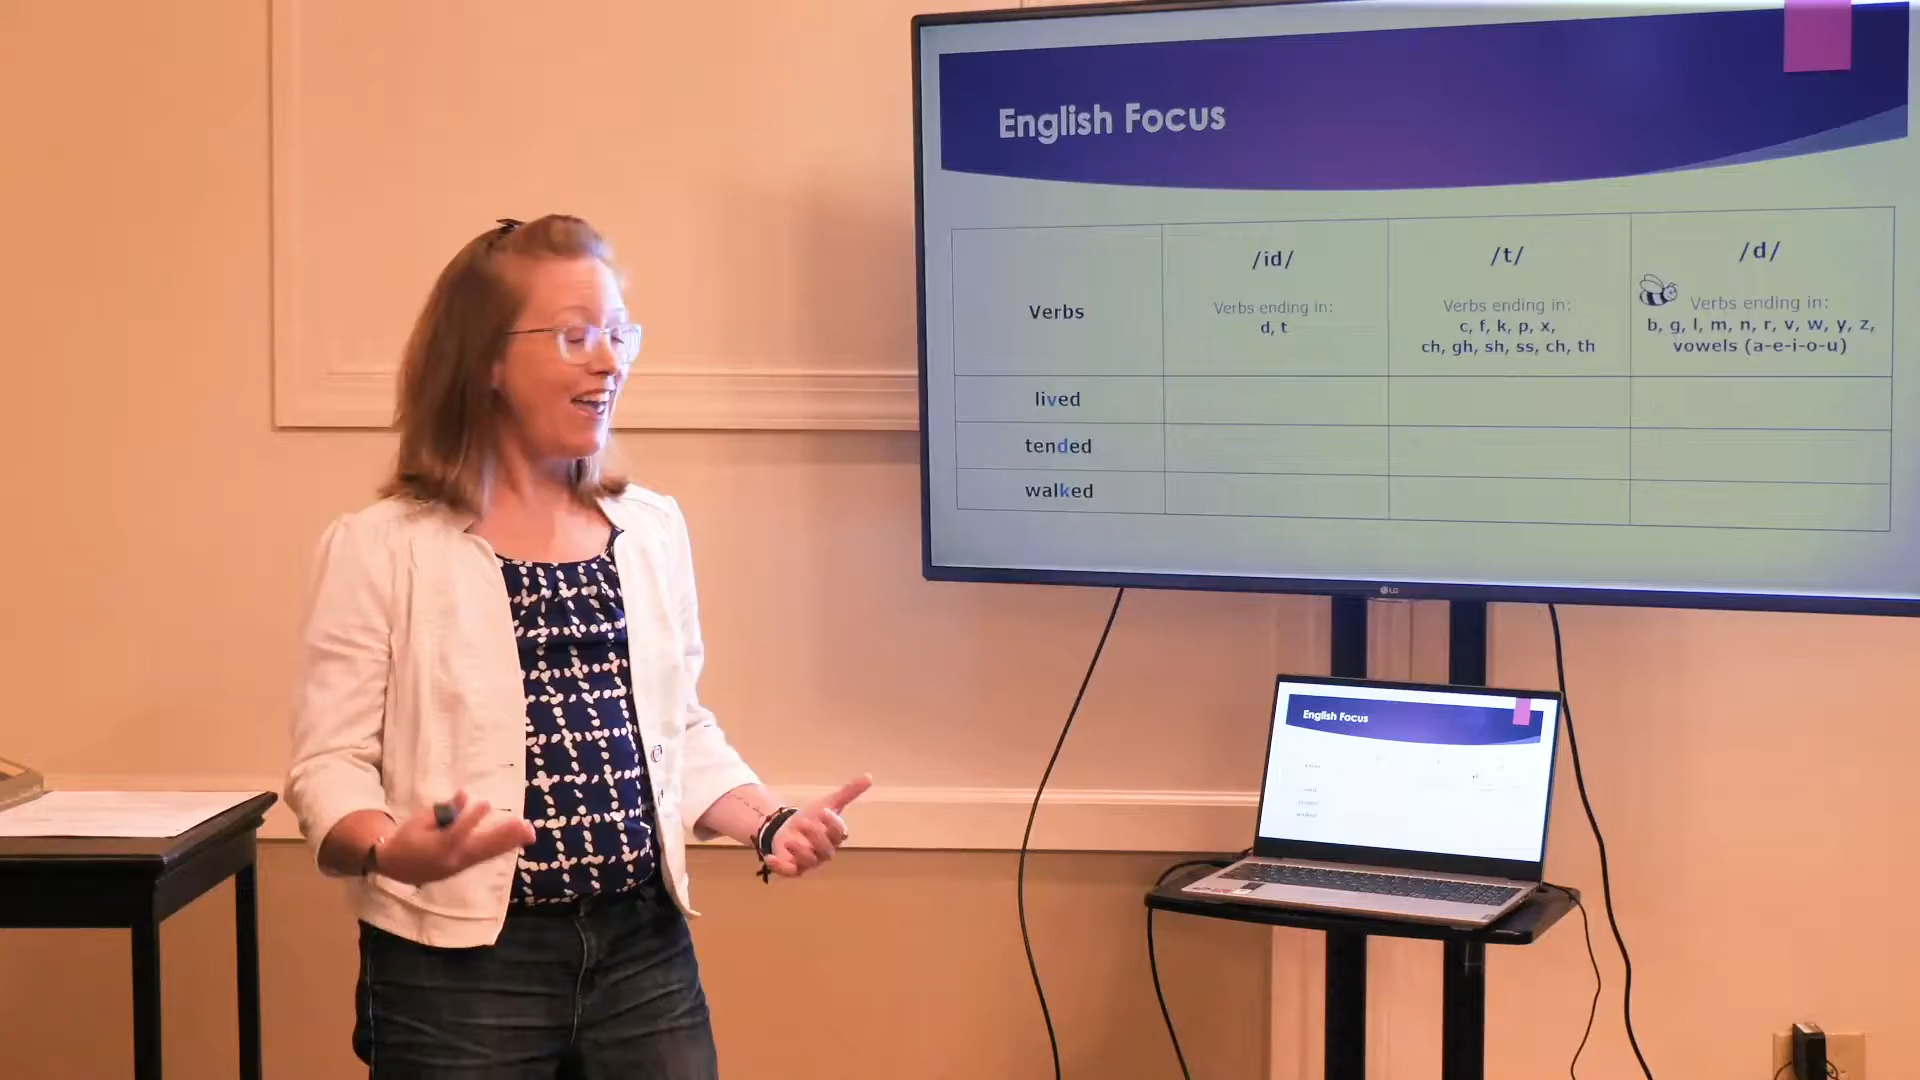 English Focus
Verbs
/id/
Verbs ending in:
d, t
/t/
Verbs ending in:
c, f, k, p, x,
ch, gh, sh, ss, ch, th
/d/
Verbs ending in:
b, g, l, m, n, r, v, w, y, z,
vowels (a-e-i-o-u)
lived
tended
walked
LG
English Focus